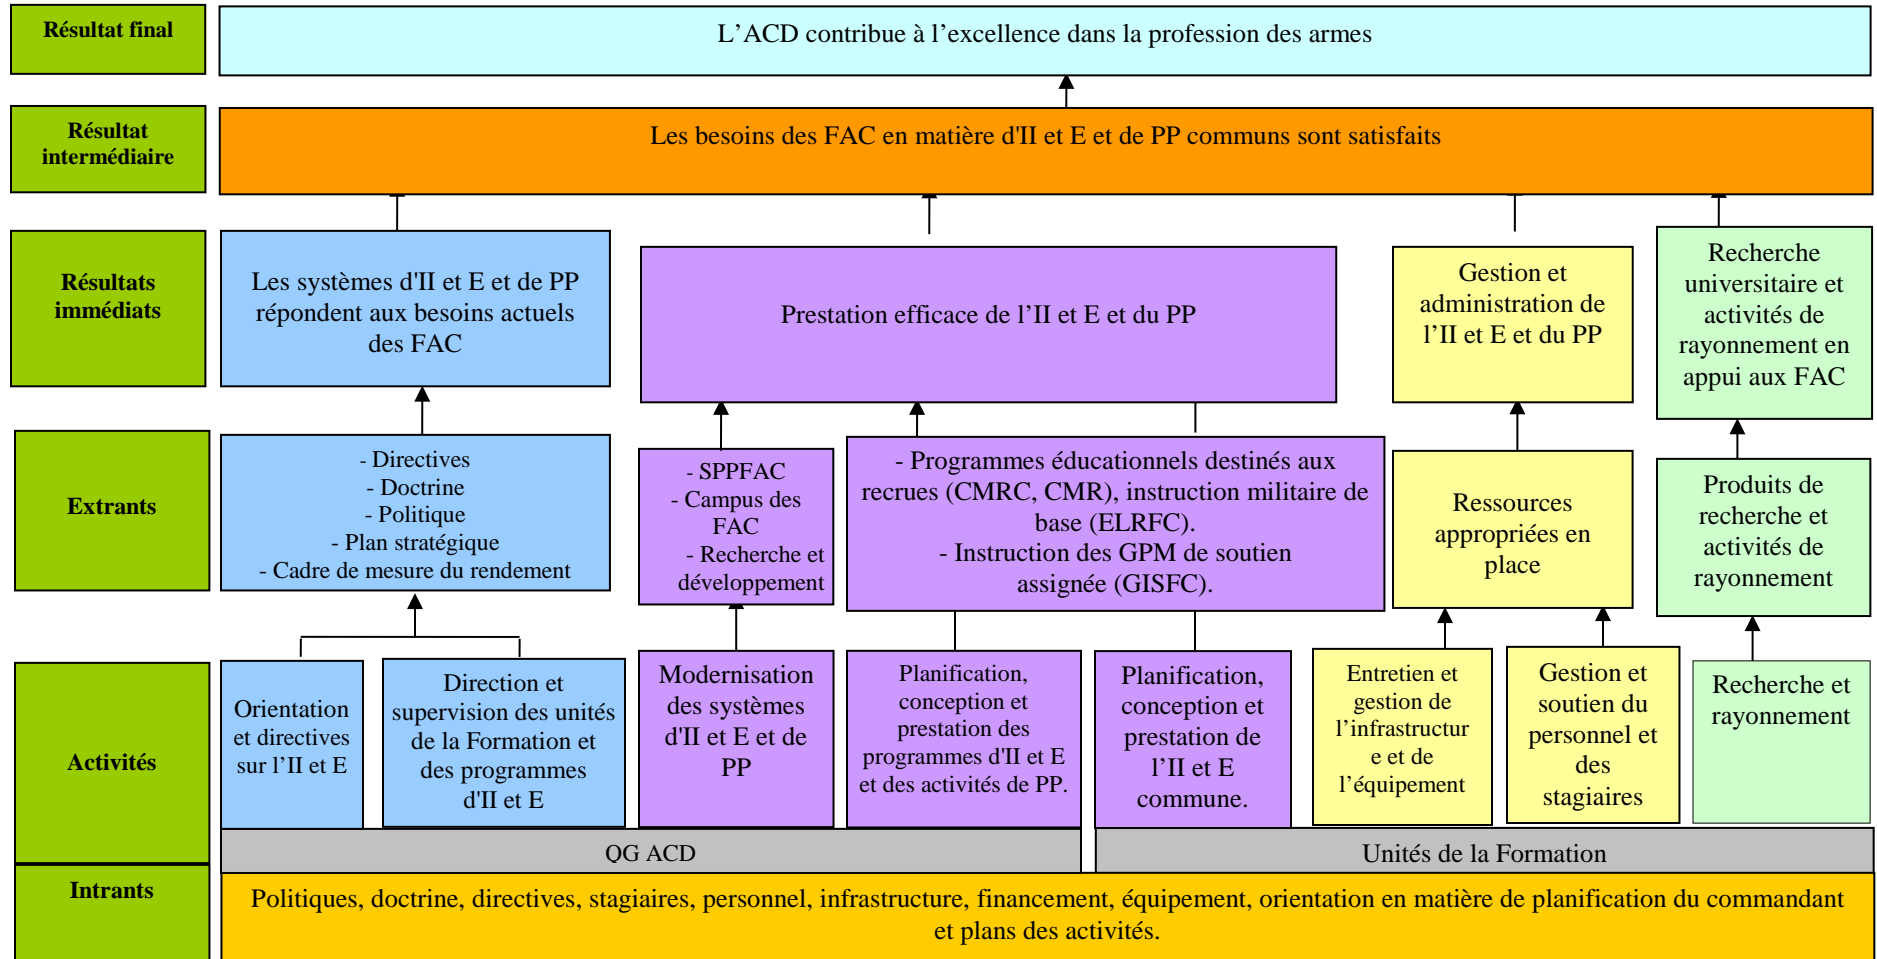 Résultat final
L'ACD contribue à l'excellence dans la profession des armes
Résultat
intermédiaire
Les besoins des FAC en matière d'II et E et de PP communs sont satisfaits
Résultats
immédiats
Les systèmes d'II et E et de PP
répondent aux besoins actuels
des FAC
Prestation efficace de l'II et E et du PP
Gestion et
administration de
l'II et E et du PP
Recherche
universitaire et
activités de
rayonnement en
appui aux FAC
Extrants
- Directives
- Doctrine
- Politique
- Plan stratégique
- Cadre de mesure du rendement
- SPPFAC
- Campus des
FAC
- Recherche et
développement
- Programmes éducationnels destinés aux
recrues (CMRC, CMR), instruction militaire de
base (ELRFC).
- Instruction des GPM de soutien
assignée (GISFC).
Ressources
appropriées en
place
Produits de
recherche et
activités de
rayonnement
Activités
Orientation
et directives
sur l'II et E
Direction et
supervision des unités
de la Formation et
des programmes
d'II et E
Modernisation
des systèmes
d'II et E et de
PP
Planification,
conception et
prestation des
programmes d'II et E
et des activités de PP.
Planification,
conception et
prestation de
l'II et E
commune.
Entretien et
gestion de
l'infrastructur
e et de
l'équipement
Gestion et
soutien du
personnel et
des
stagiaires
Recherche et
rayonnement
QG ACD
Unités de la Formation
Intrants
Politiques, doctrine, directives, stagiaires, personnel, infrastructure, financement, équipement, orientation en matière de planification du commandant
et plans des activités.